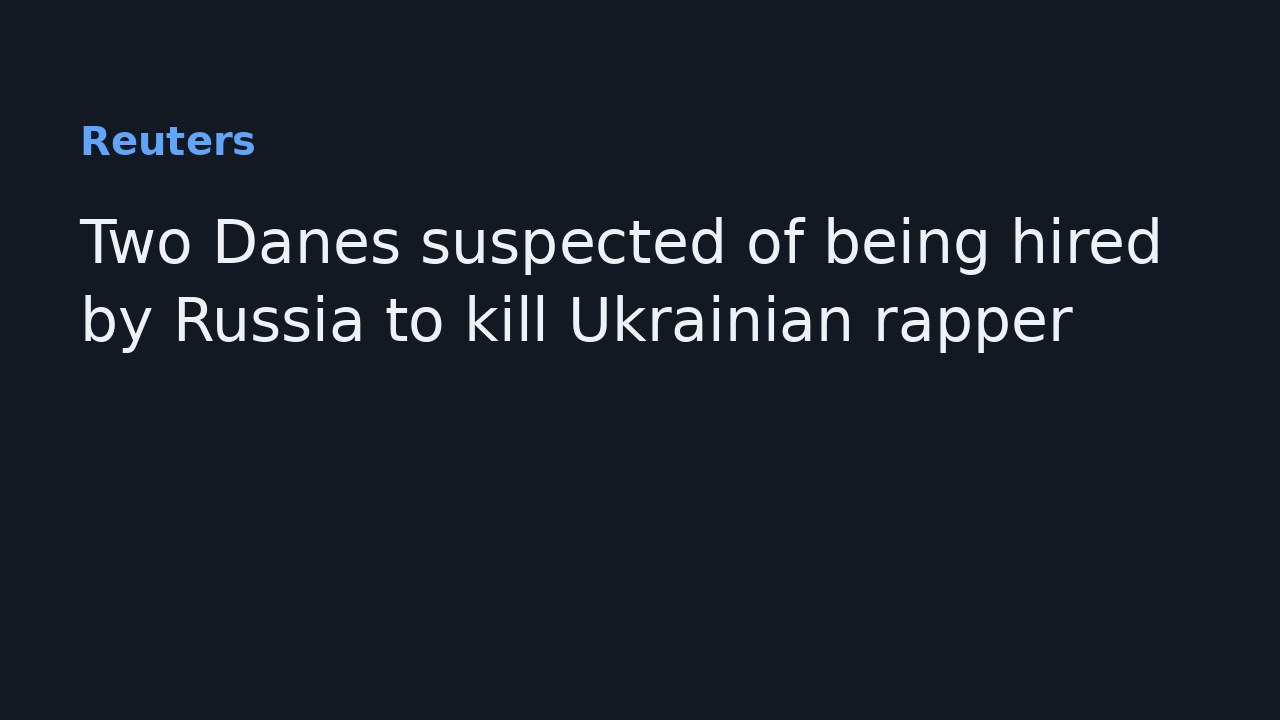 Reuters
Two Danes suspected of being hired
by Russia to kill Ukrainian rapper